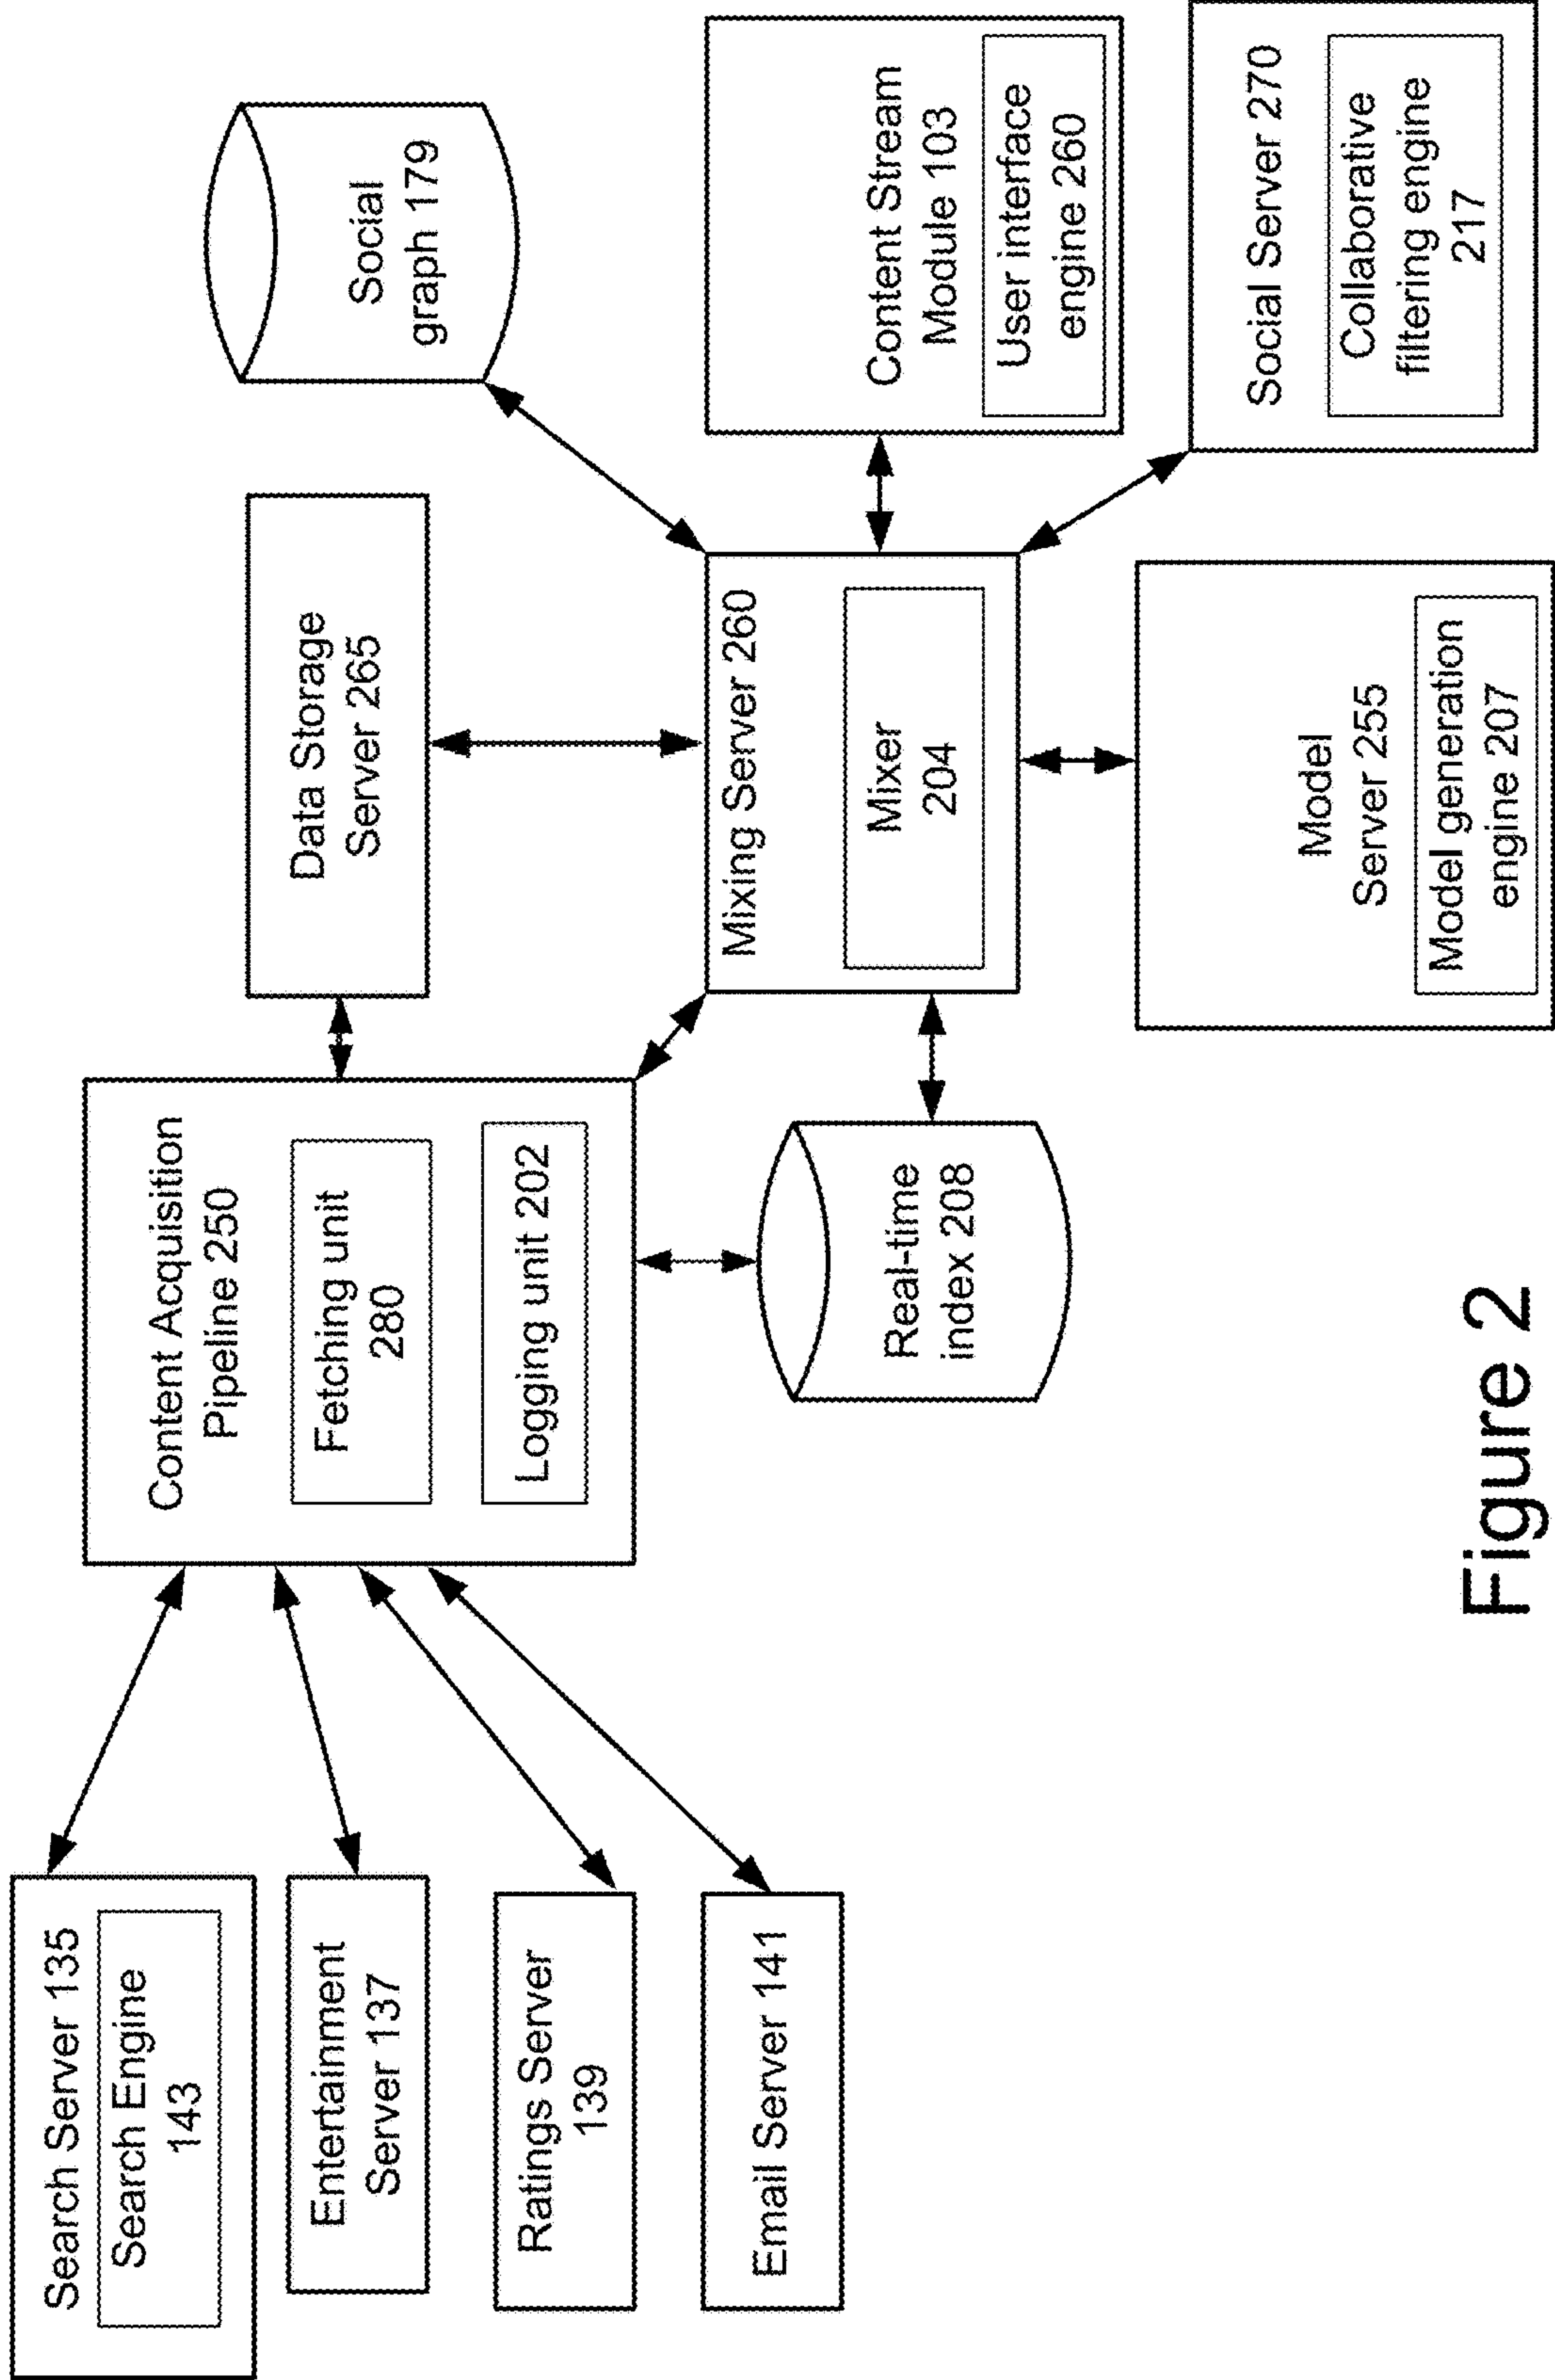 Search Server 135
Search Engine
143
Entertainment
Server 137
Ratings Server
139
Email Server 141
Content Acquisition
Pipeline 250
Fetching unit
280
Logging unit 202
Real-time
index 208
Data Storage
Server 265
Mixing Server 260
Mixer
204
Model
Server 255
Model generation
engine 207
Social
graph 179
Content Stream
Module 103
User interface
engine 260
Social Server 270
Collaborative
filtering engine
217
Figure 2